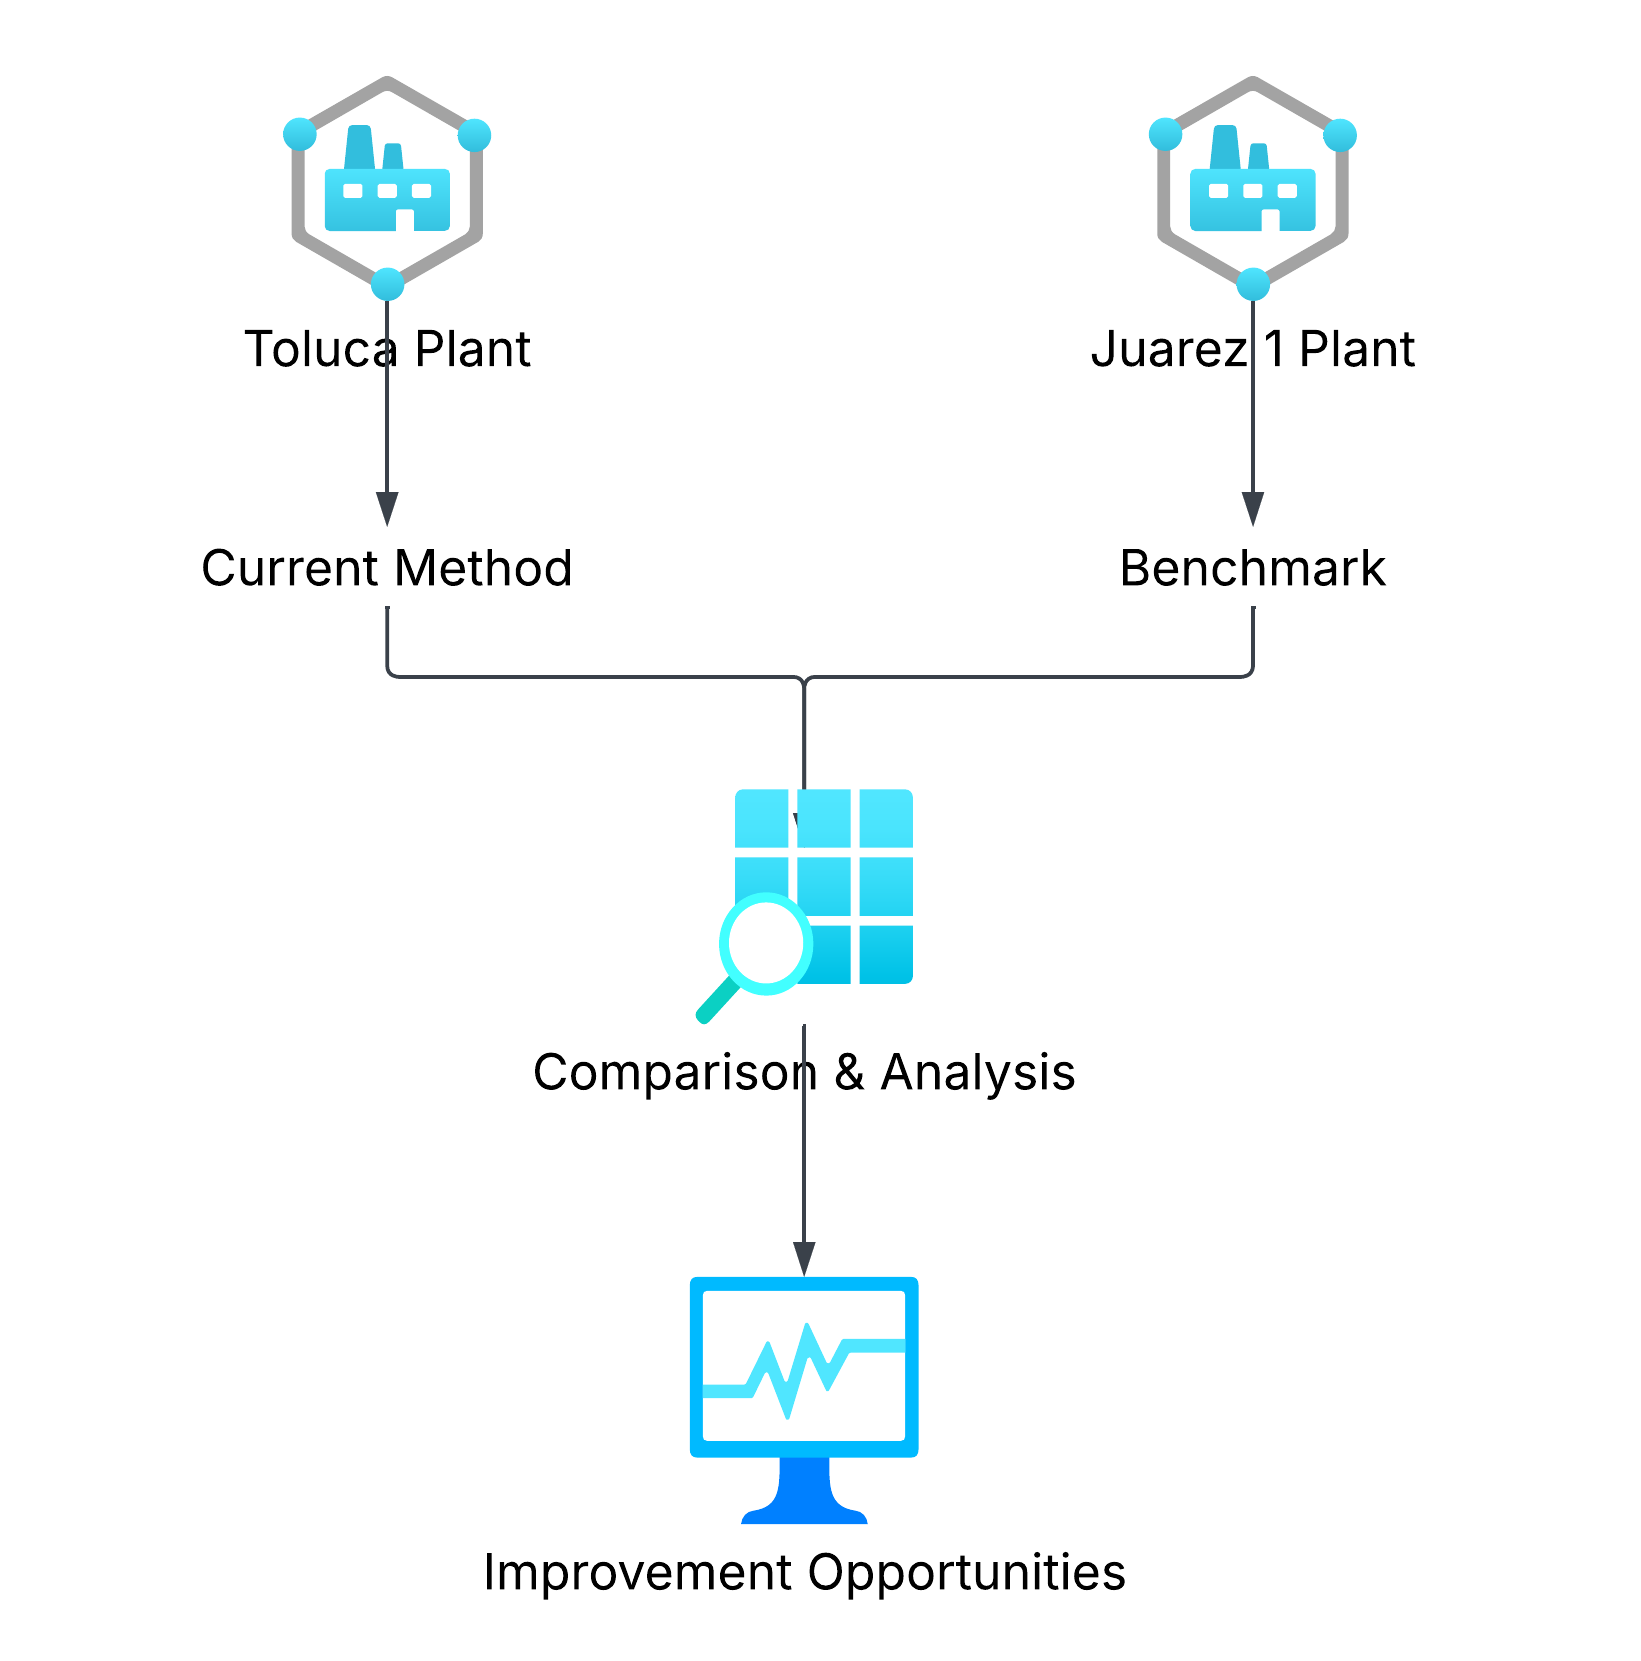 Toluca Plant
Juarez 1 Plant
Current Method
Benchmark
Comparison & Analysis
Improvement Opportunities